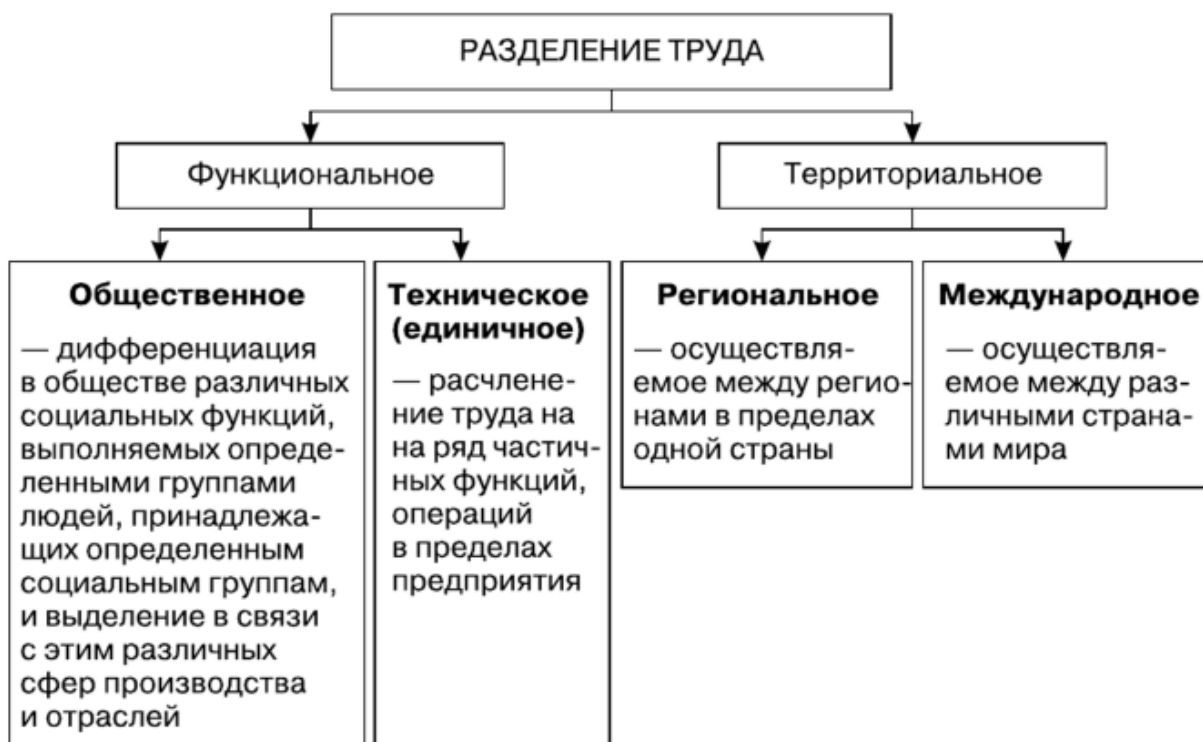 РАЗДЕЛЕНИЕ ТРУДА
Функциональное
Территориальное
Общественное
— дифференциация
в обществе различных
социальных функций,
выполняемых опреде-
ленными группами
людей, принадлежа-
щих определенным
социальным группам,
и выделение в связи
с этим различных
сфер производства
и отраслей
Техническое
(единичное)
— расчлене-
ние труда на
на ряд частич-
ных функций,
операций
в пределах
предприятия
Региональное
— осуществля-
емое между регио-
нами в пределах
одной страны
Международное
— осуществля-
емое между раз-
личными страна-
ми мира